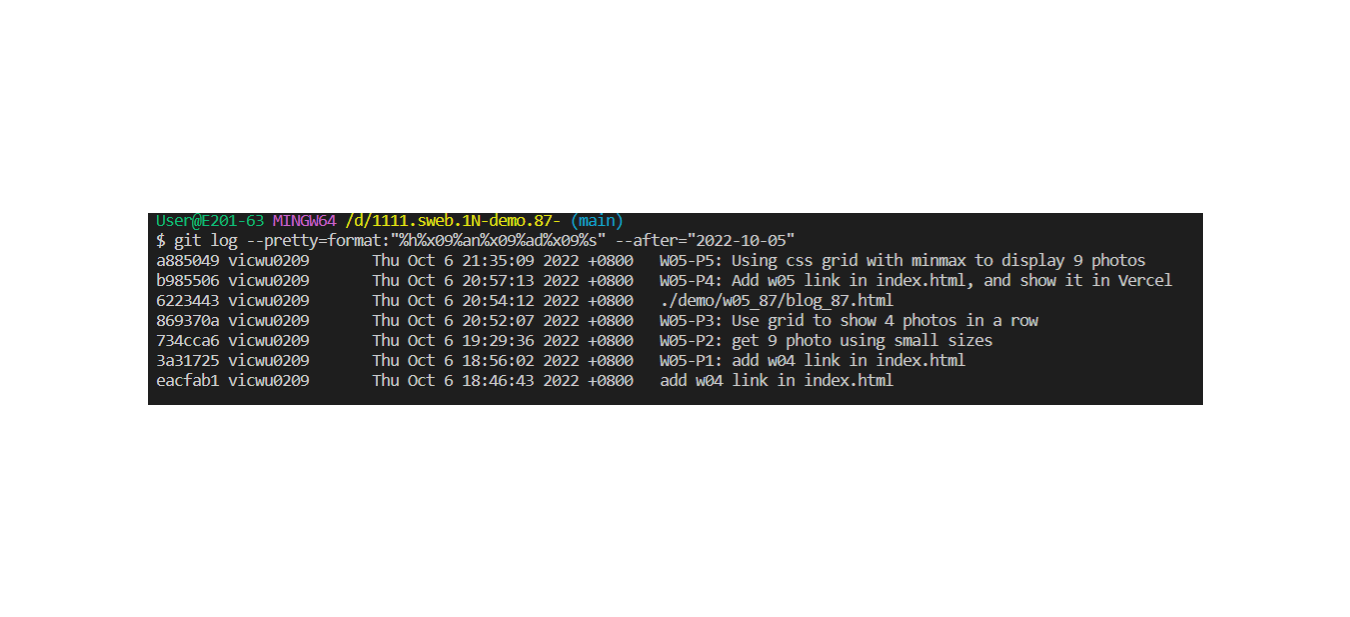 User@E201-63 MINGW64 /d/1111.sweb.1N-demo.87- (main)
$ git log --pretty=format:"%h%x09%an%x09%ad%x09%s" --after="2022-10-05"
a885049 vicwu0209       Thu Oct 6 21:35:09 2022 +0800   W05-P5: Using css grid with minmax to display 9 photos
b985506 vicwu0209       Thu Oct 6 20:57:13 2022 +0800   W05-P4: Add w05 link in index.html, and show it in Vercel
6223443 vicwu0209       Thu Oct 6 20:54:12 2022 +0800   ./demo/w05_87/blog_87.html
869370a vicwu0209       Thu Oct 6 20:52:07 2022 +0800   W05-P3: Use grid to show 4 photos in a row
734cca6 vicwu0209       Thu Oct 6 19:29:36 2022 +0800   W05-P2: get 9 photo using small sizes
3a31725 vicwu0209       Thu Oct 6 18:56:02 2022 +0800   W05-P1: add w04 link in index.html
eacfab1 vicwu0209       Thu Oct 6 18:46:43 2022 +0800   add w04 link in index.html